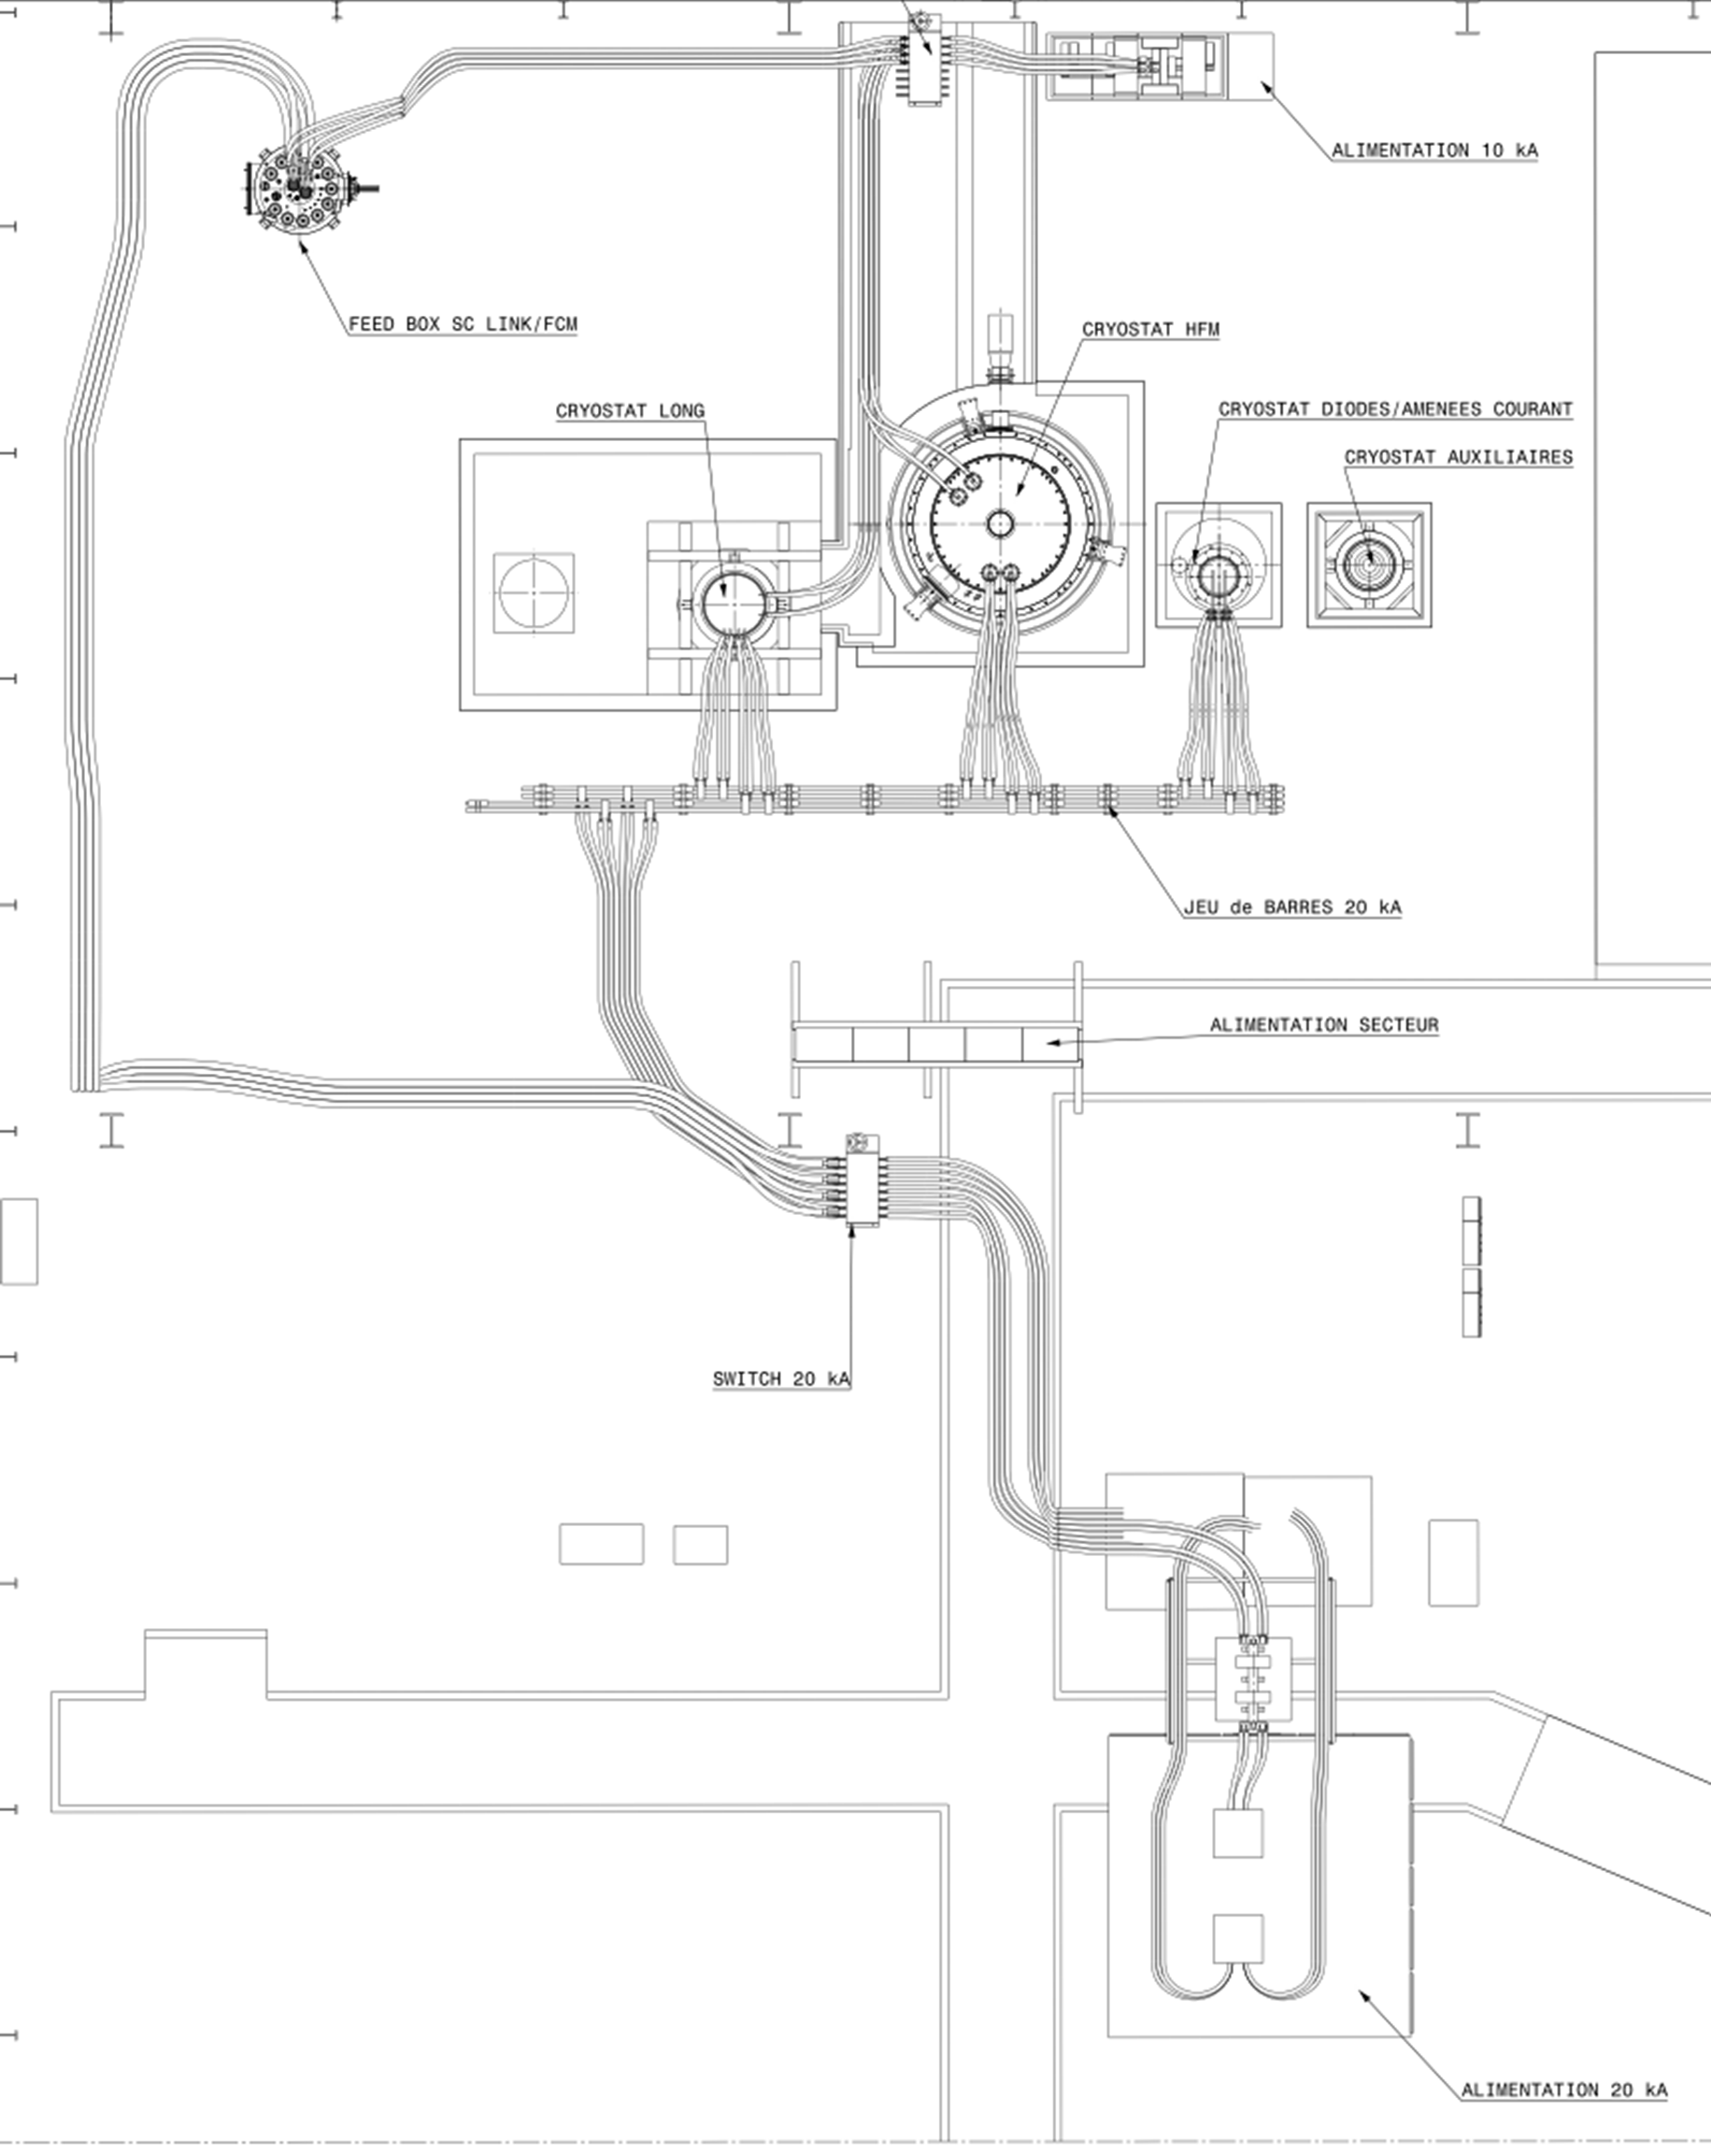 ALIMENTATION 10 kA
FEED BOX SC LINK/FCM
CRYOSTAT HFM
CRYOSTAT LONG
CRYOSTAT DIODES/AMENEES COURANT
CRYOSTAT AUXILIAIRES
JEU de BARRES 20 kA
ALIMENTATION SECTEUR
SWITCH 20 kA
ALIMENTATION 20 kA